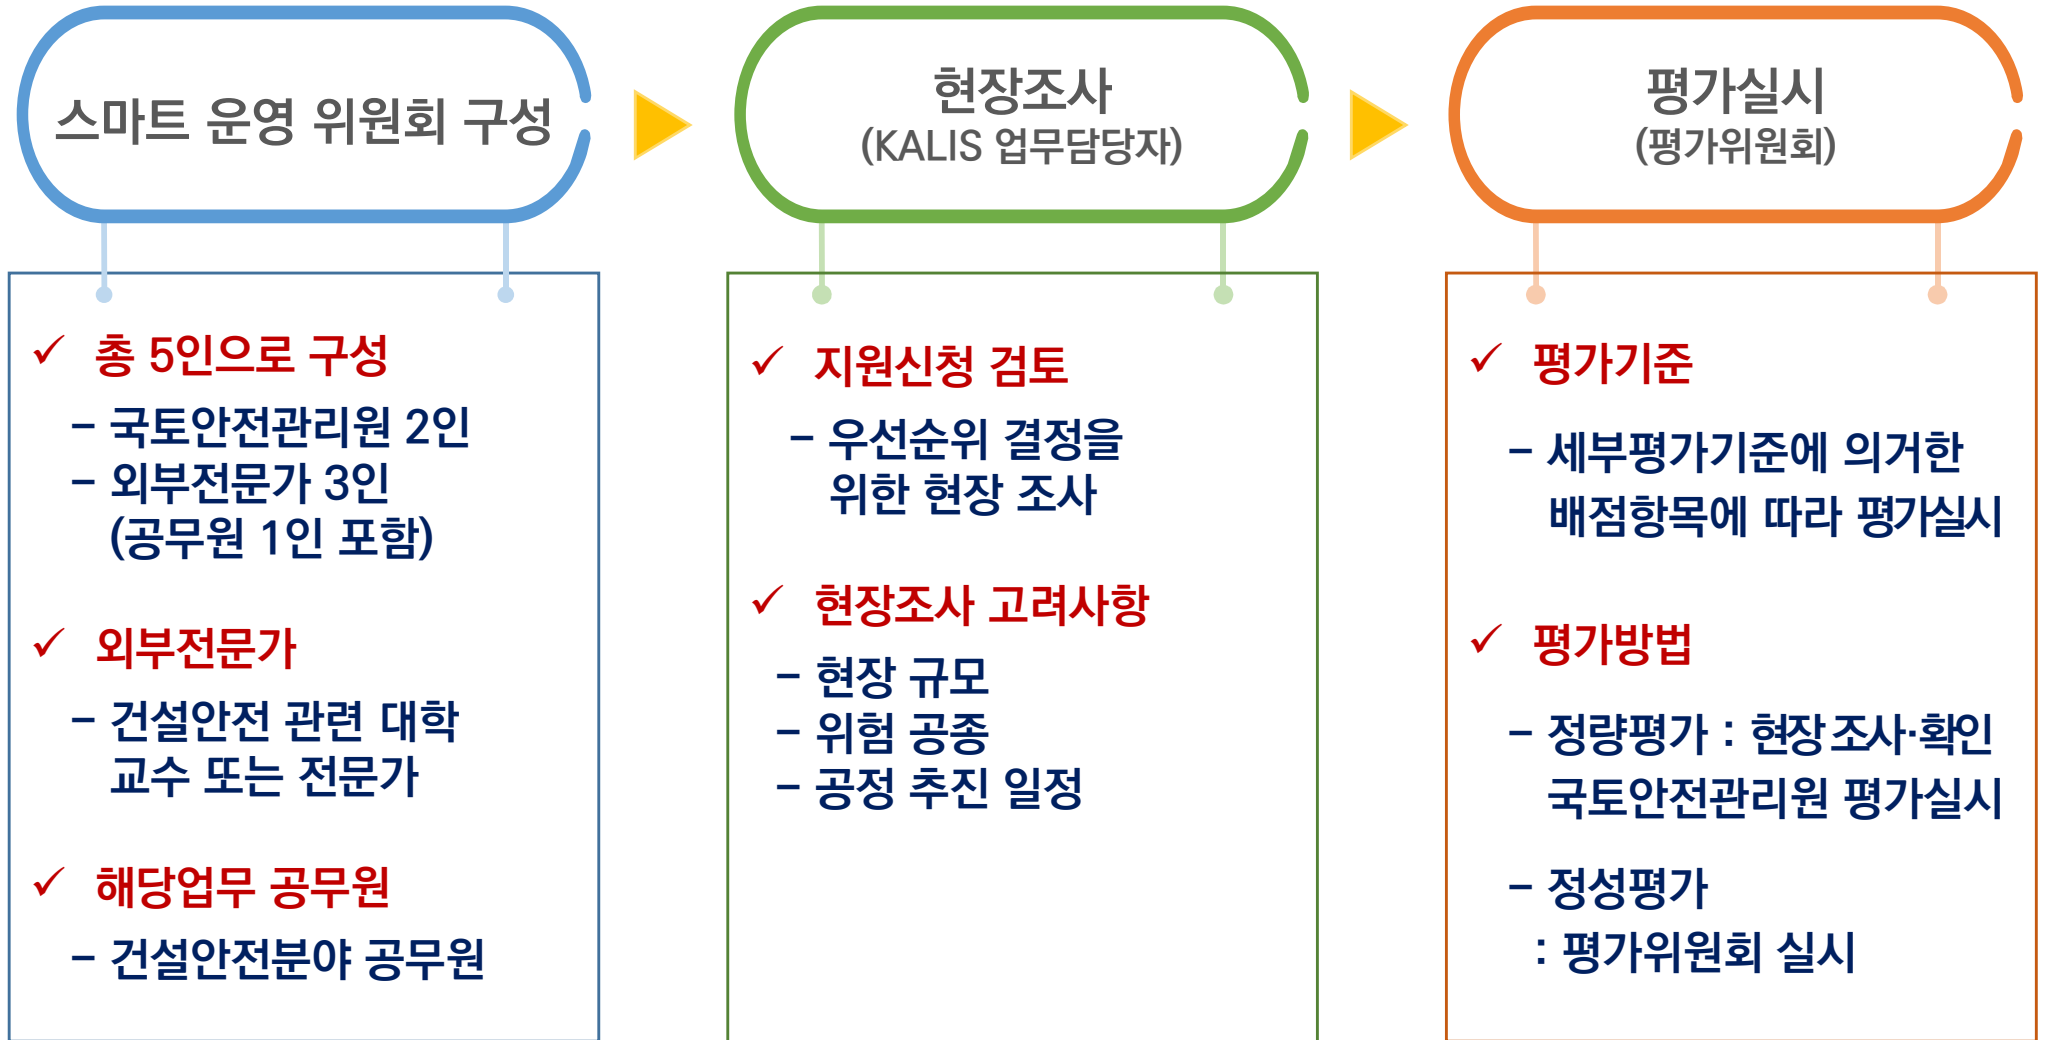 스마트 운영 위원회 구성
✓ 총 5인으로 구성
- 국토안전관리원 2인
- 외부전문가 3인
(공무원 1인 포함)
✓ 외부전문가
- 건설안전 관련 대학
교수 또는 전문가
✓ 해당업무 공무원
- 건설안전분야 공무원
현장조사
(KALIS 업무담당자)
✓ 지원신청 검토
- 우선순위 결정을
위한 현장 조사
✓ 현장조사 고려사항
- 현장 규모
- 위험 공종
- 공정 추진 일정
평가실시
(평가위원회)
✓ 평가기준
- 세부평가기준에 의거한
배점항목에 따라 평가실시
✓ 평가방법
- 정량평가 : 현장 조사·확인
국토안전관리원 평가실시
- 정성평가
: 평가위원회 실시